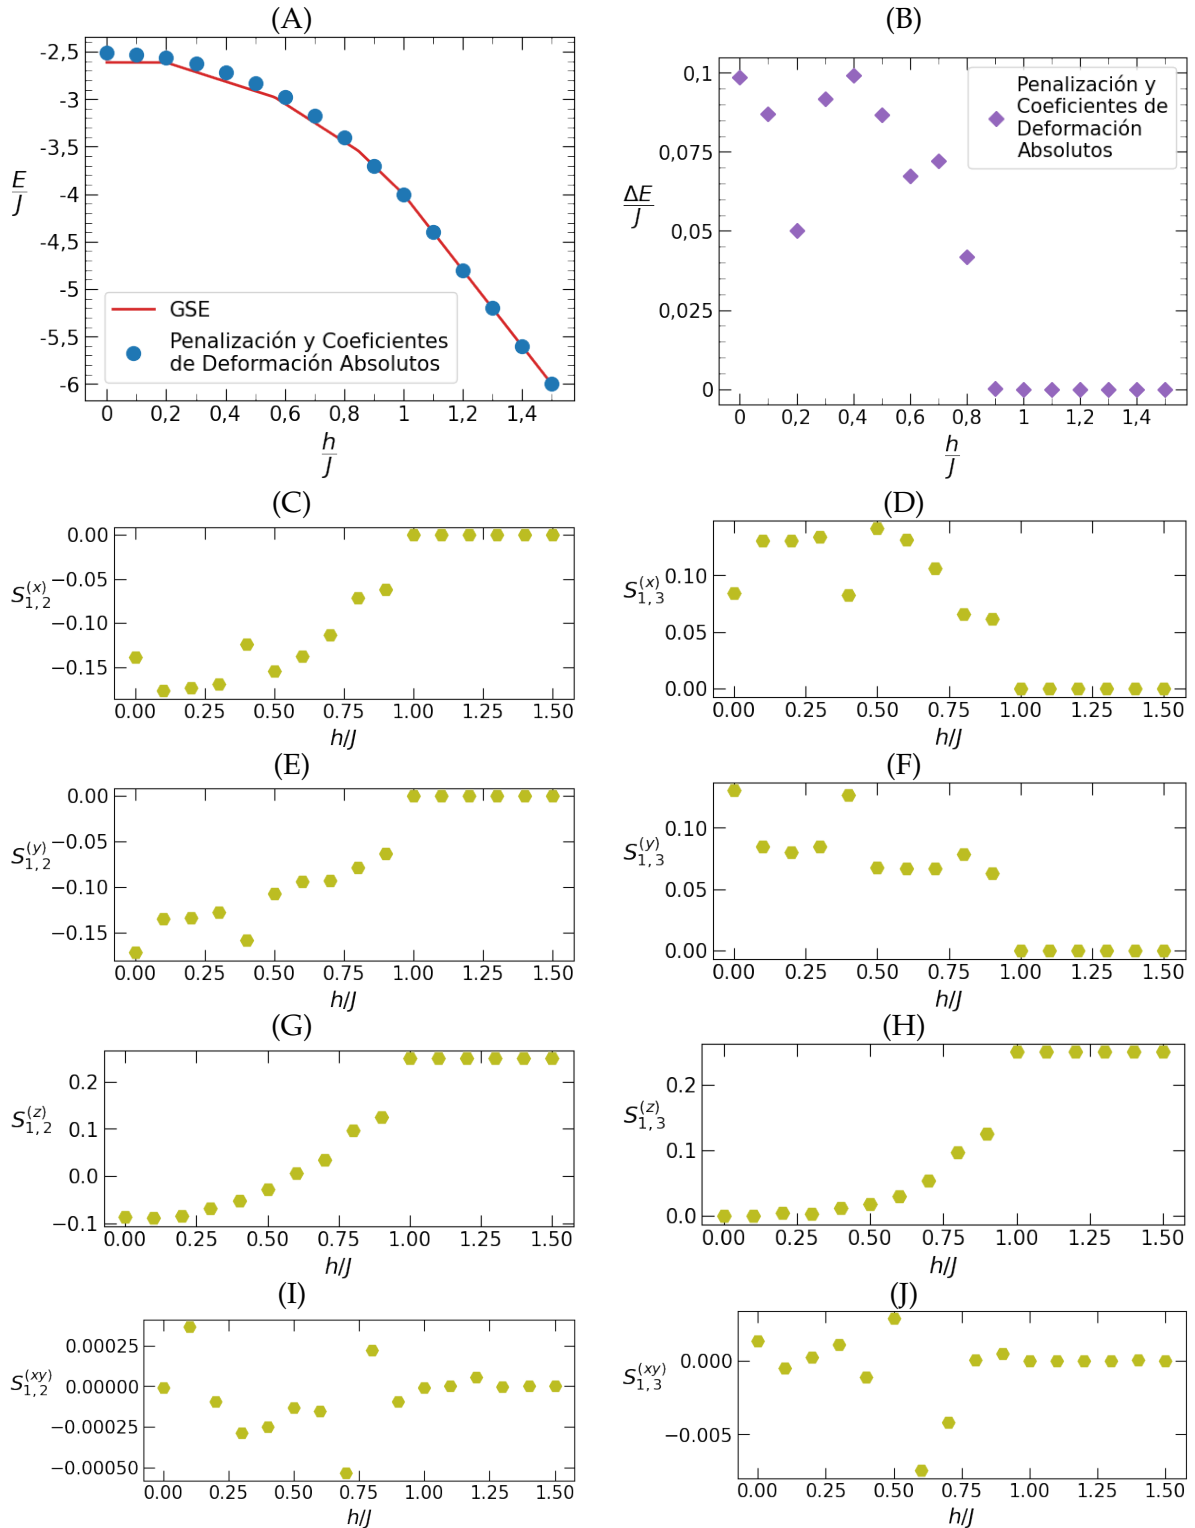 (A)
-2,5
-3
-3,5
-4
-4,5
-5
-5,5
-6
E/J
GSE
Penalización y Coeficientes
de Deformación Absolutos
0 0,2 0,4 0,6 0,8 1 1,2 1,4
h/J
(B)
0,1
0,075
0,05
0,025
0
ΔE/J
Penalización y
Coeficientes de
Deformación
Absolutos
0 0,2 0,4 0,6 0,8 1 1,2 1,4
h/J
(C)
0.00
−0.05
−0.10
−0.15
S_{1,2}^{(x)}
0.00 0.25 0.50 0.75 1.00 1.25 1.50
h/J
(D)
0.10
0.05
0.00
S_{1,3}^{(x)}
0.00 0.25 0.50 0.75 1.00 1.25 1.50
h/J
(E)
0.00
−0.05
−0.10
−0.15
S_{1,2}^{(y)}
0.00 0.25 0.50 0.75 1.00 1.25 1.50
h/J
(F)
0.10
0.05
0.00
S_{1,3}^{(y)}
0.00 0.25 0.50 0.75 1.00 1.25 1.50
h/J
(G)
0.2
0.1
0.0
−0.1
S_{1,2}^{(z)}
0.00 0.25 0.50 0.75 1.00 1.25 1.50
h/J
(H)
0.2
0.1
0.0
S_{1,3}^{(z)}
0.00 0.25 0.50 0.75 1.00 1.25 1.50
h/J
(I)
0.00025
0.00000
−0.00025
−0.00050
S_{1,2}^{(xy)}
0.00 0.25 0.50 0.75 1.00 1.25 1.50
h/J
(J)
0.000
−0.005
S_{1,3}^{(xy)}
0.00 0.25 0.50 0.75 1.00 1.25 1.50
h/J